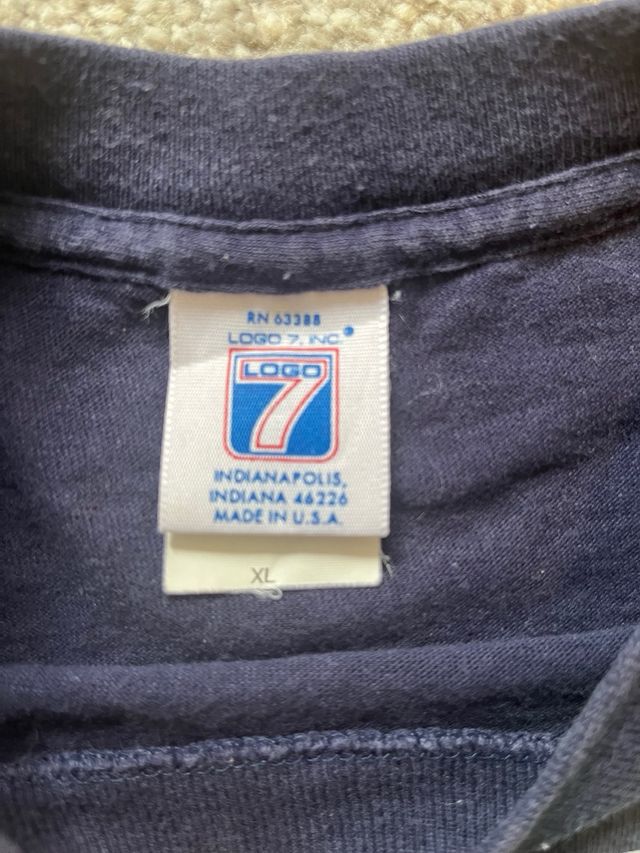 RN 63388
LOGO 7, INC.®
LOGO
7
INDIANAPOLIS,
INDIANA 46226
MADE IN U.S.A.
XL